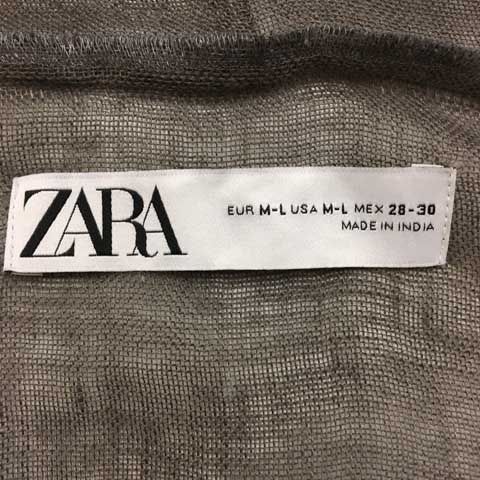 ZARA
EUR M-L USA M-L MEX 28-30
MADE IN INDIA